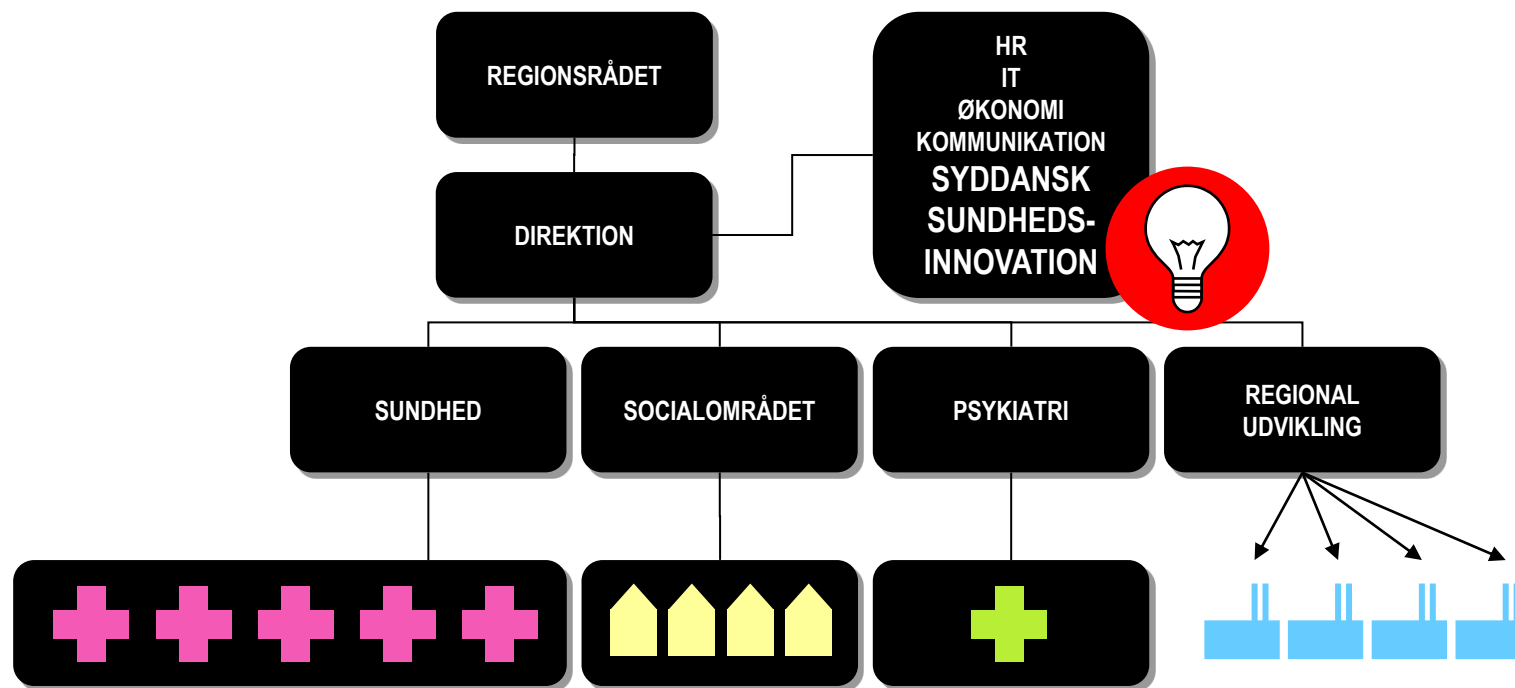 REGIONSRÅDET
HR
IT
ØKONOMI
KOMMUNIKATION
SYDDANSK
SUNDHEDS-
INNOVATION
DIREKTION
SUNDHED
SOCIALOMRÅDET
PSYKIATRI
REGIONAL
UDVIKLING